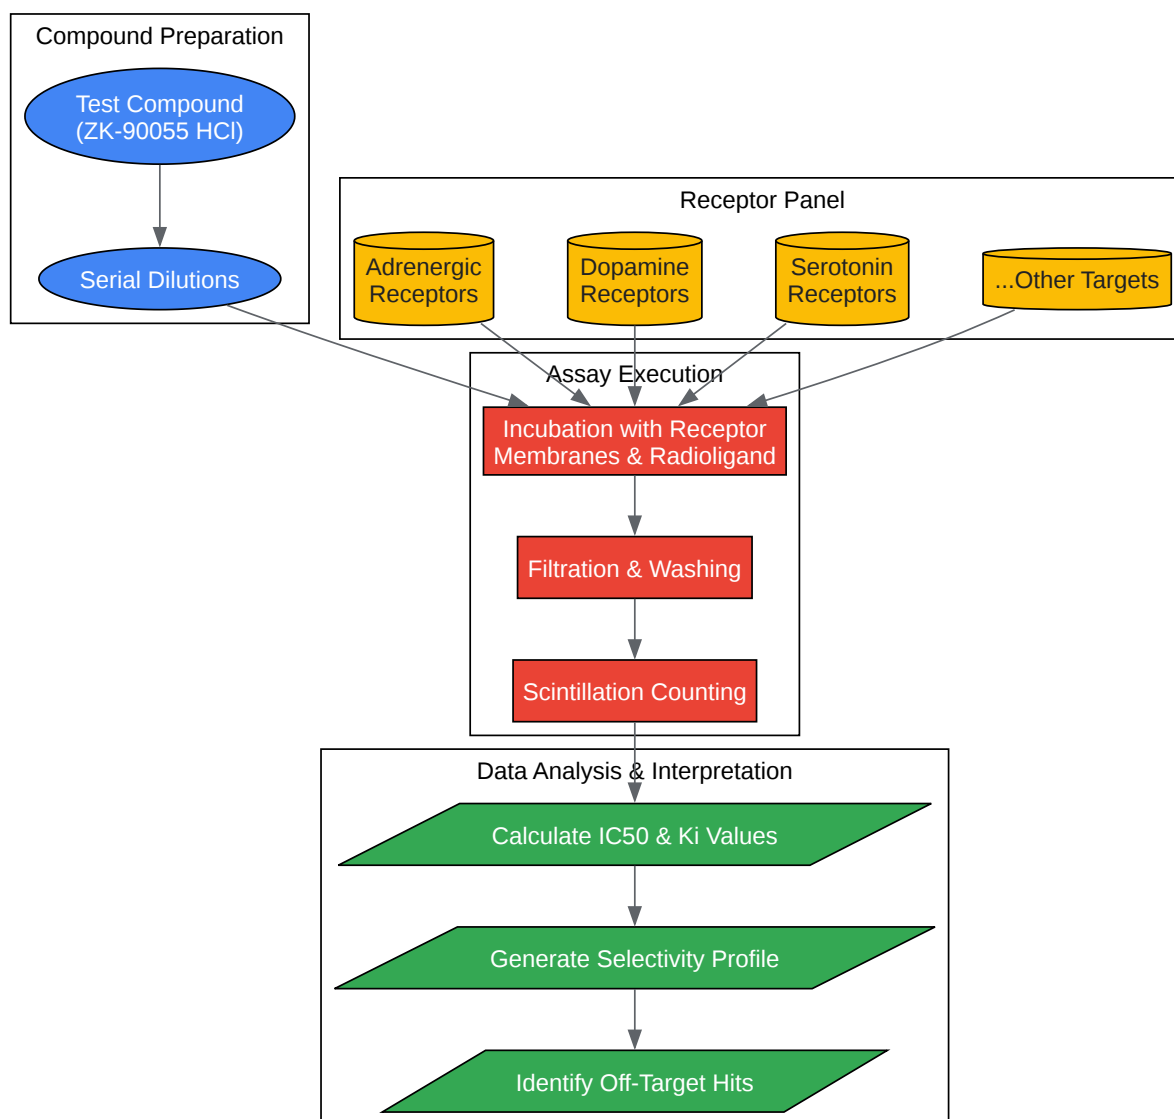 Compound Preparation
Test Compound
(ZK-90055 HCl)
Serial Dilutions
Receptor Panel
Adrenergic
Receptors
Dopamine
Receptors
Serotonin
Receptors
...Other Targets
Assay Execution
Incubation with Receptor
Membranes & Radioligand
Filtration & Washing
Scintillation Counting
Data Analysis & Interpretation
Calculate IC50 & Ki Values
Generate Selectivity Profile
Identify Off-Target Hits